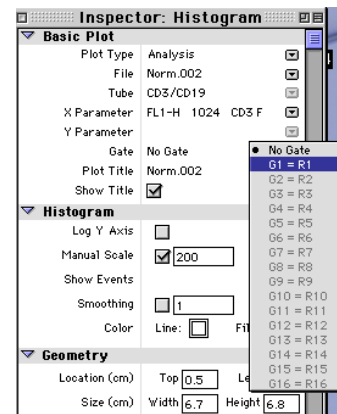 Inspector: Histogram
Basic Plot
Plot Type Analysis
File Norm.002
Tube CD3/CD19
X Parameter FL1-H 1024 CD3 F
Y Parameter
Gate No Gate
Plot Title Norm.002
Show Title
No Gate
G1 = R1
G2 = R2
G3 = R3
G4 = R4
G5 = R5
G6 = R6
G7 = R7
G8 = R8
G9 = R9
G10 = R10
G11 = R11
G12 = R12
G13 = R13
G14 = R14
G15 = R15
G16 = R16
Histogram
Log Y Axis
Manual Scale 200
Show Events
Smoothing 1
Color Line: Fil
Geometry
Location (cm) Top 0.5 Le
Size (cm) Width 6.7 Height 6.8